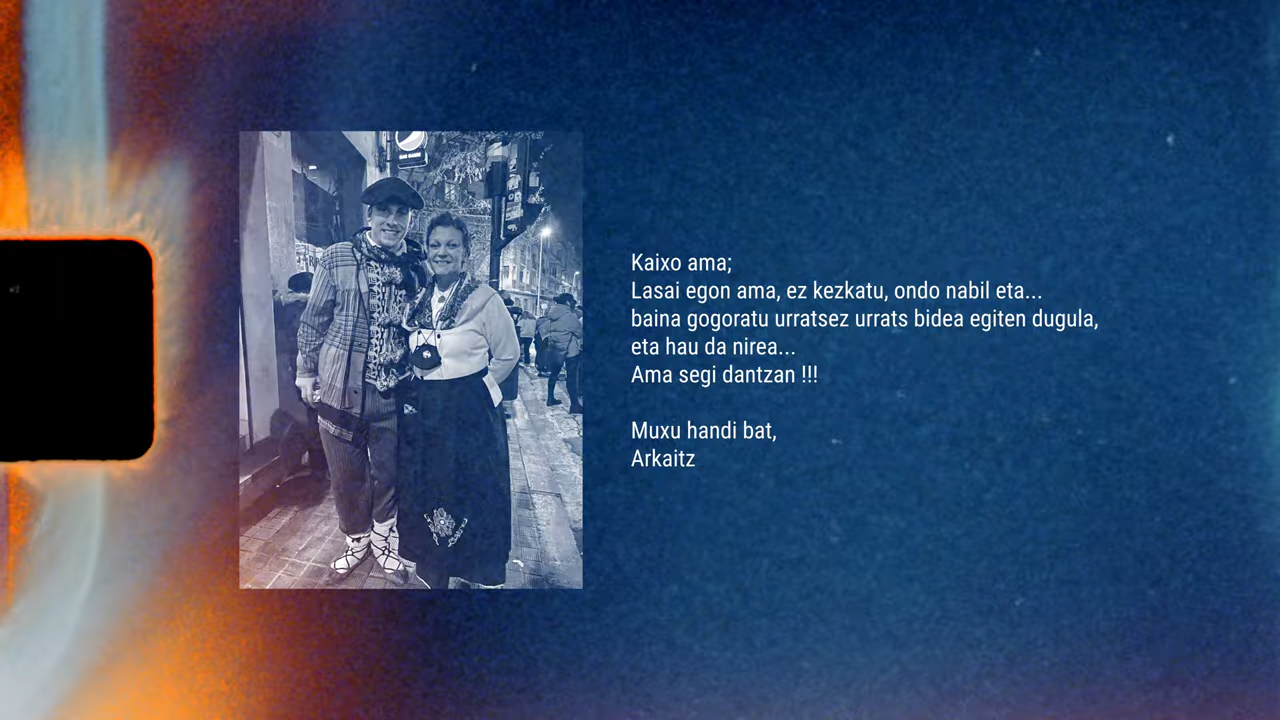 Kaixo ama;
Lasai egon ama, ez kezkatu, ondo nabil eta...
baina gogoratu urratsez urrats bidea egiten dugula,
eta hau da nirea...
Ama segi dantzan !!!
Muxu handi bat,
Arkaitz